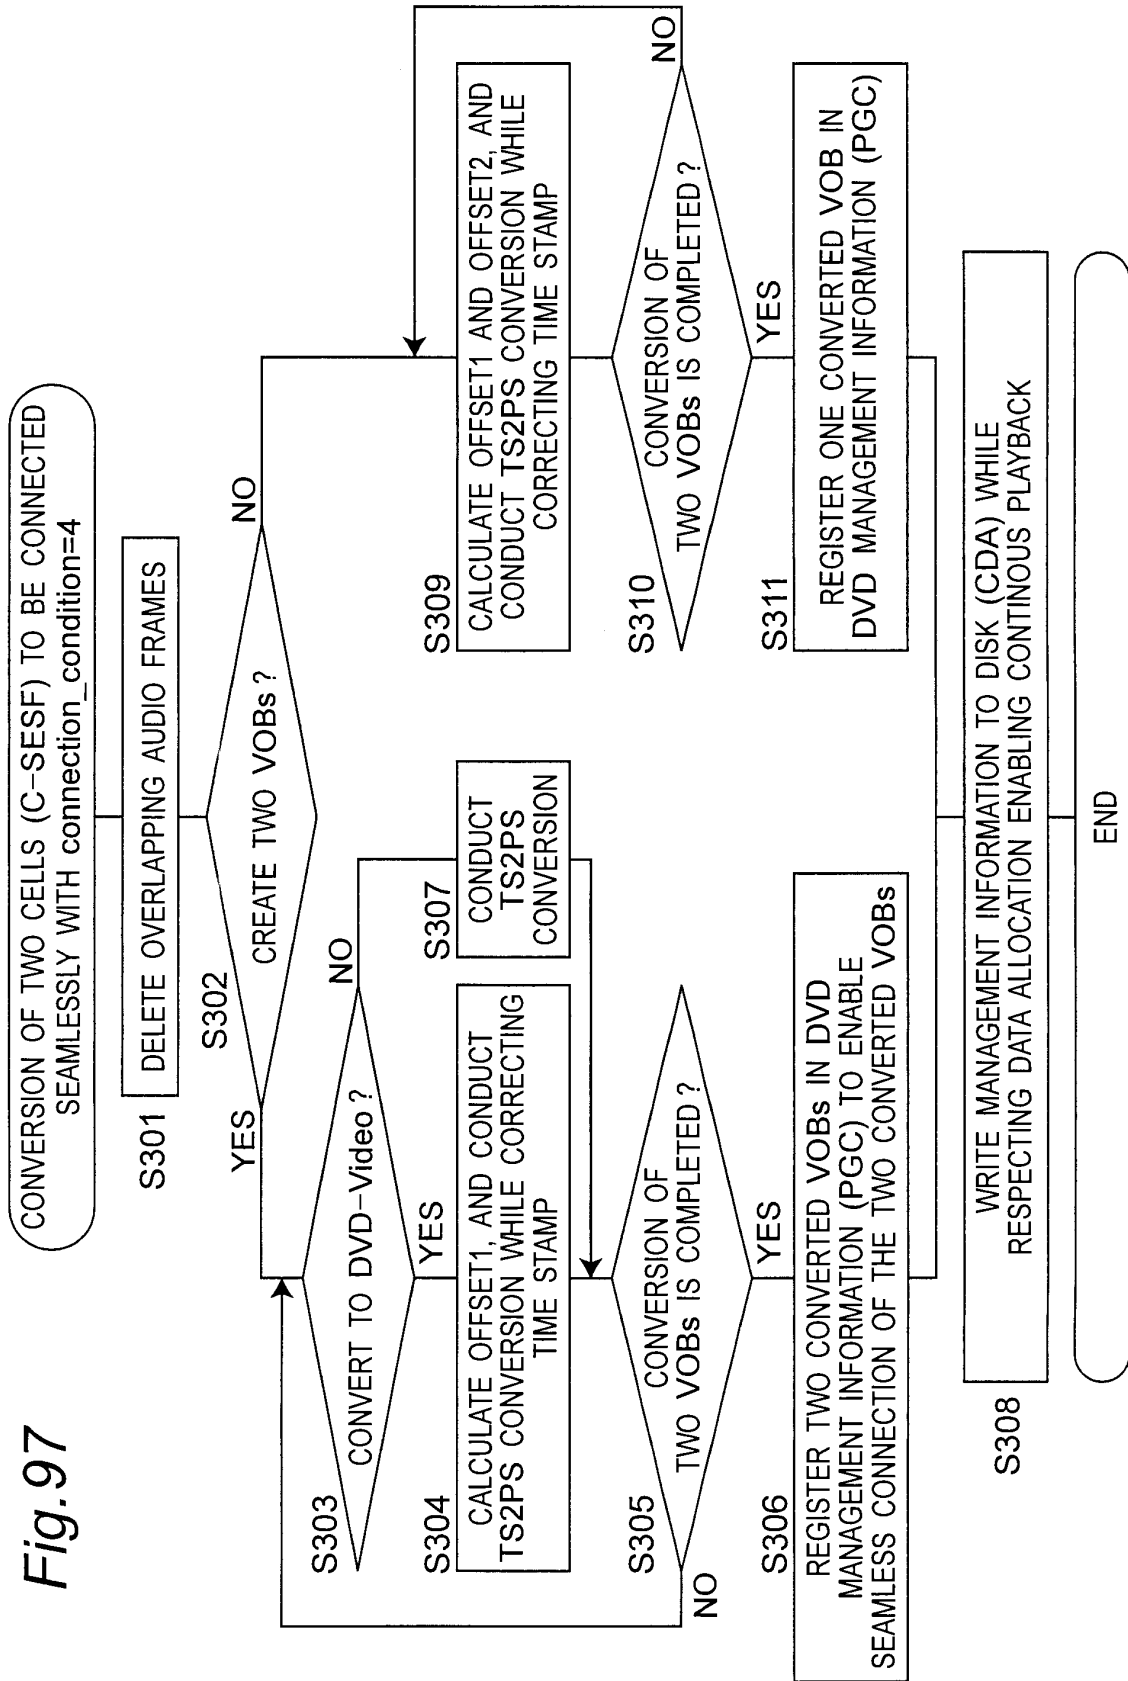 Fig.97
CONVERSION OF TWO CELLS (C-SESF) TO BE CONNECTED
SEAMLESSLY WITH connection_condition=4
S301
DELETE OVERLAPPING AUDIO FRAMES
S302
CREATE TWO VOBs ?
YES
NO
S303
CONVERT TO DVD-Video ?
YES
NO
S304
CALCULATE OFFSET1, AND CONDUCT
TS2PS CONVERSION WHILE CORRECTING
TIME STAMP
S307
CONDUCT
TS2PS
CONVERSION
S305
CONVERSION OF
TWO VOBs IS COMPLETED ?
NO
YES
S306
REGISTER TWO CONVERTED VOBs IN DVD
MANAGEMENT INFORMATION (PGC) TO ENABLE
SEAMLESS CONNECTION OF THE TWO CONVERTED VOBs
S309
CALCULATE OFFSET1 AND OFFSET2, AND
CONDUCT TS2PS CONVERSION WHILE
CORRECTING TIME STAMP
S310
CONVERSION OF
TWO VOBs IS COMPLETED ?
NO
YES
S311
REGISTER ONE CONVERTED VOB IN
DVD MANAGEMENT INFORMATION (PGC)
S308
WRITE MANAGEMENT INFORMATION TO DISK (CDA) WHILE
RESPECTING DATA ALLOCATION ENABLING CONTINOUS PLAYBACK
END